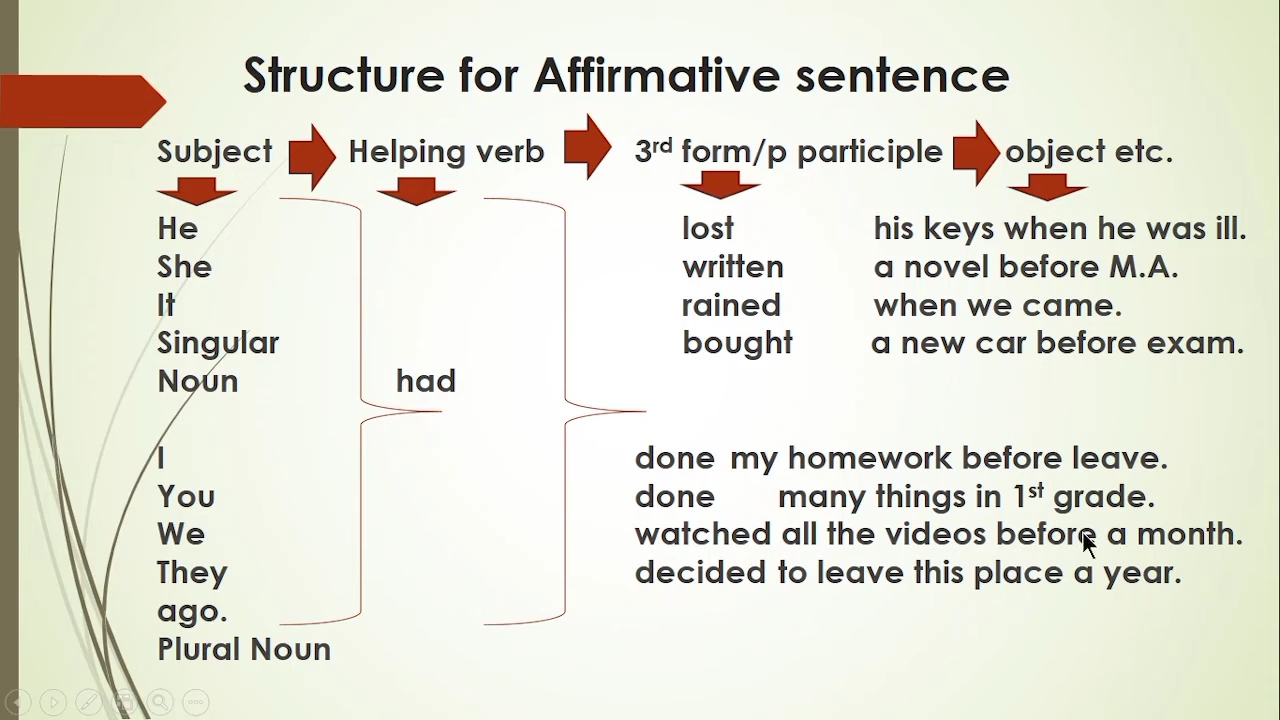 Structure for Affirmative sentence
Subject Helping verb 3rd form/p participle object etc.
He lost his keys when he was ill.
She written a novel before M.A.
It rained when we came.
Singular bought a new car before exam.
Noun had
I done my homework before leave.
You done many things in 1st grade.
We watched all the videos before a month.
They decided to leave this place a year.
ago.
Plural Noun